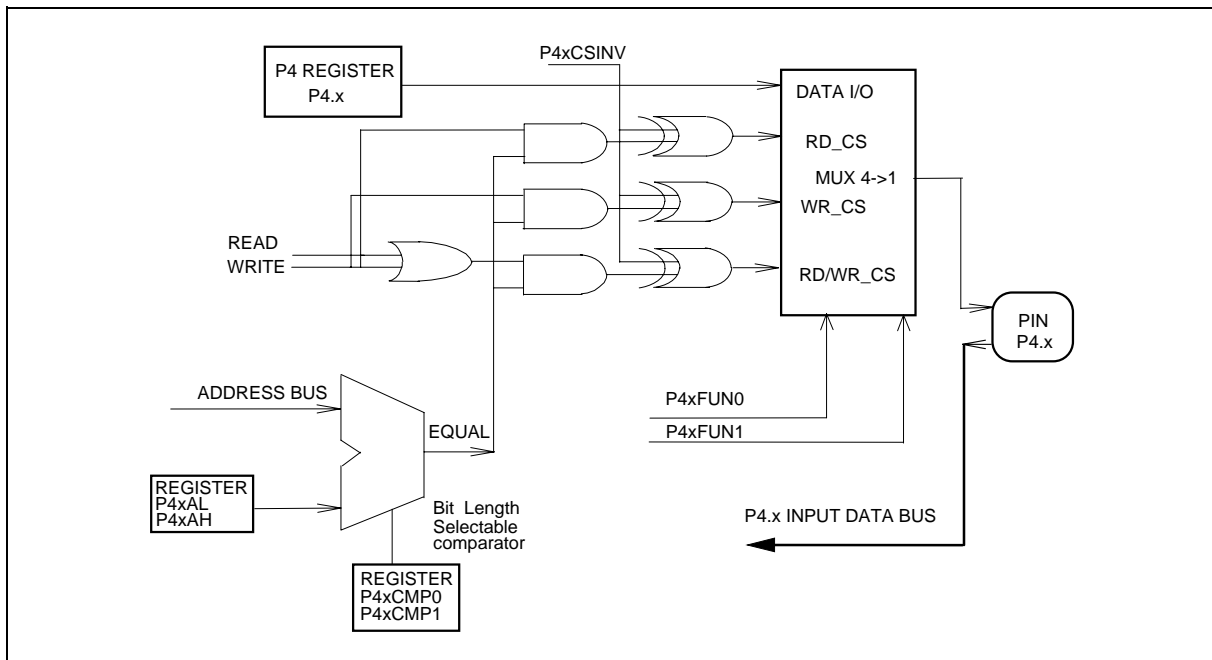 P4xCSINV
P4 REGISTER
P4.x
DATA I/O
RD_CS
MUX 4->1
WR_CS
READ
WRITE
RD/WR_CS
PIN
P4.x
ADDRESS BUS
P4xFUN0
EQUAL
P4xFUN1
REGISTER
P4xAL
P4xAH
Bit Length
Selectable
comparator
P4.x INPUT DATA BUS
REGISTER
P4xCMP0
P4xCMP1